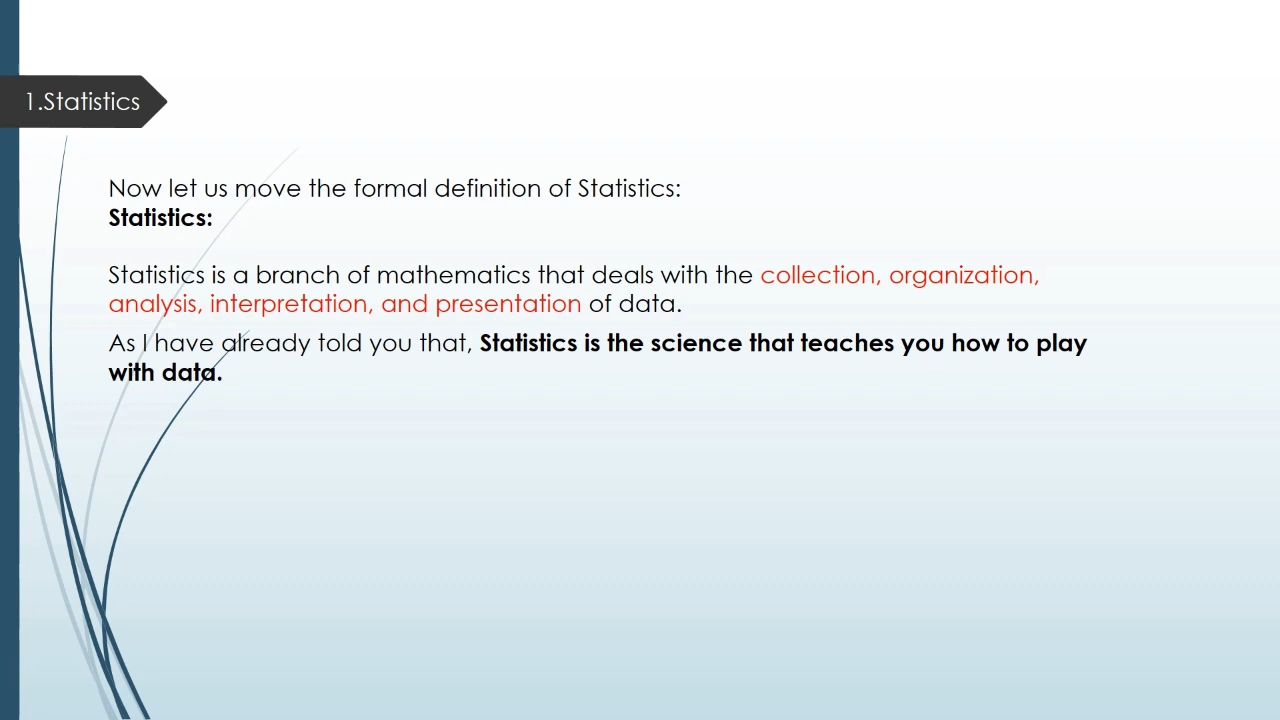 1.Statistics
Now let us move the formal definition of Statistics:
Statistics:
Statistics is a branch of mathematics that deals with the collection, organization,
analysis, interpretation, and presentation of data.
As I have already told you that, Statistics is the science that teaches you how to play
with data.